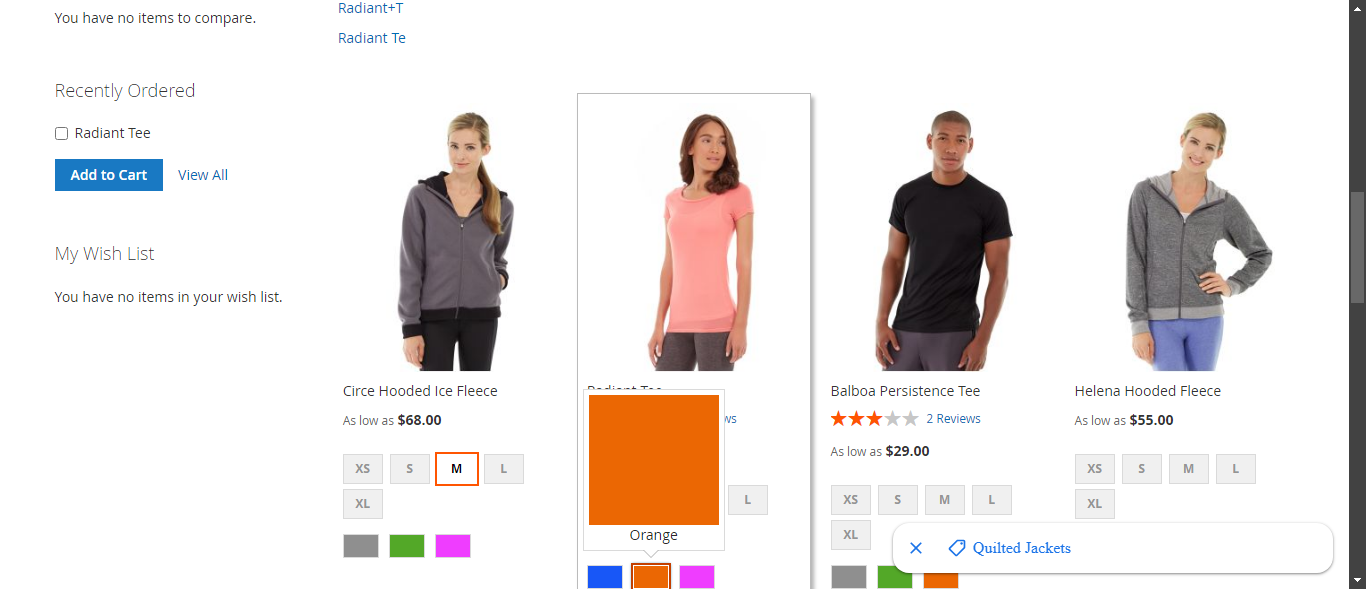 You have no items to compare.
Radiant+T
Radiant Te
Recently Ordered
Radiant Tee
Add to Cart
View All
My Wish List
You have no items in your wish list.
Circe Hooded Ice Fleece
As low as $68.00
XS
S
M
L
XL
Radiant Tee
ws
L
Orange
Balboa Persistence Tee
2 Reviews
As low as $29.00
XS
S
M
L
XL
Helena Hooded Fleece
As low as $55.00
XS
S
M
L
XL
Quilted Jackets